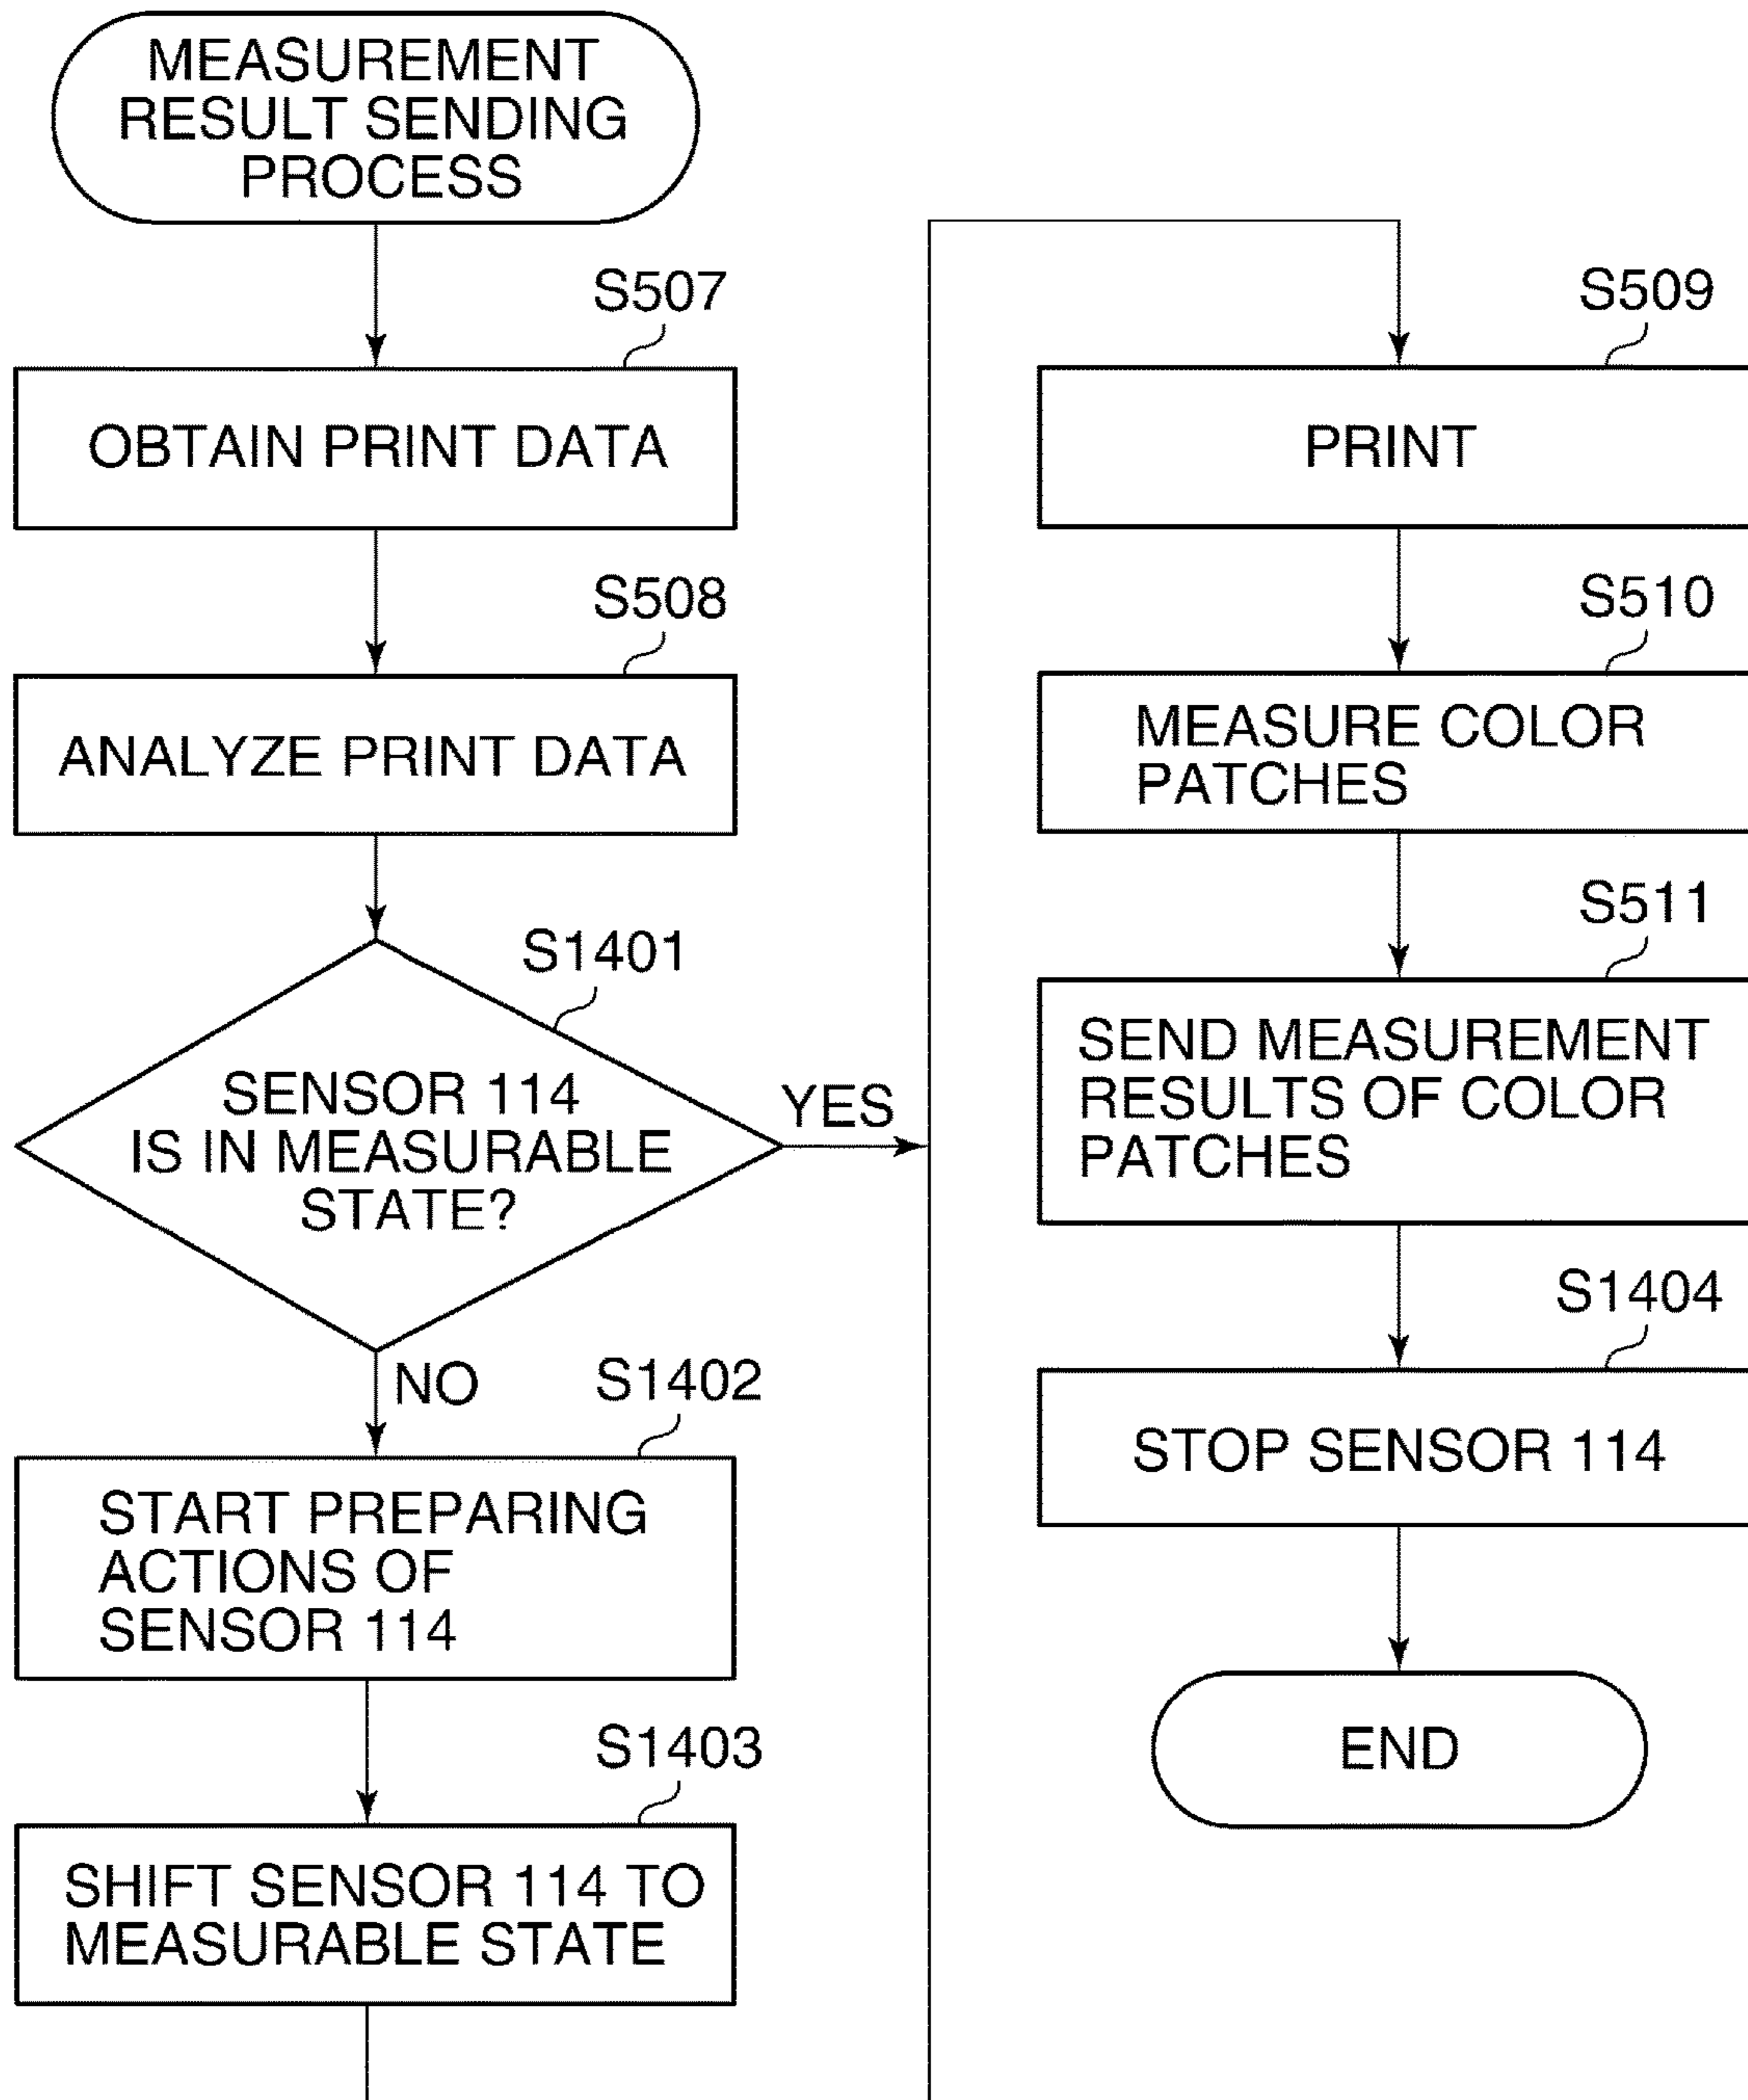 MEASUREMENT
RESULT SENDING
PROCESS
S507
OBTAIN PRINT DATA
S508
ANALYZE PRINT DATA
S1401
SENSOR 114
IS IN MEASURABLE
STATE?
YES
NO
S1402
START PREPARING
ACTIONS OF
SENSOR 114
S1403
SHIFT SENSOR 114 TO
MEASURABLE STATE
S509
PRINT
S510
MEASURE COLOR
PATCHES
S511
SEND MEASUREMENT
RESULTS OF COLOR
PATCHES
S1404
STOP SENSOR 114
END